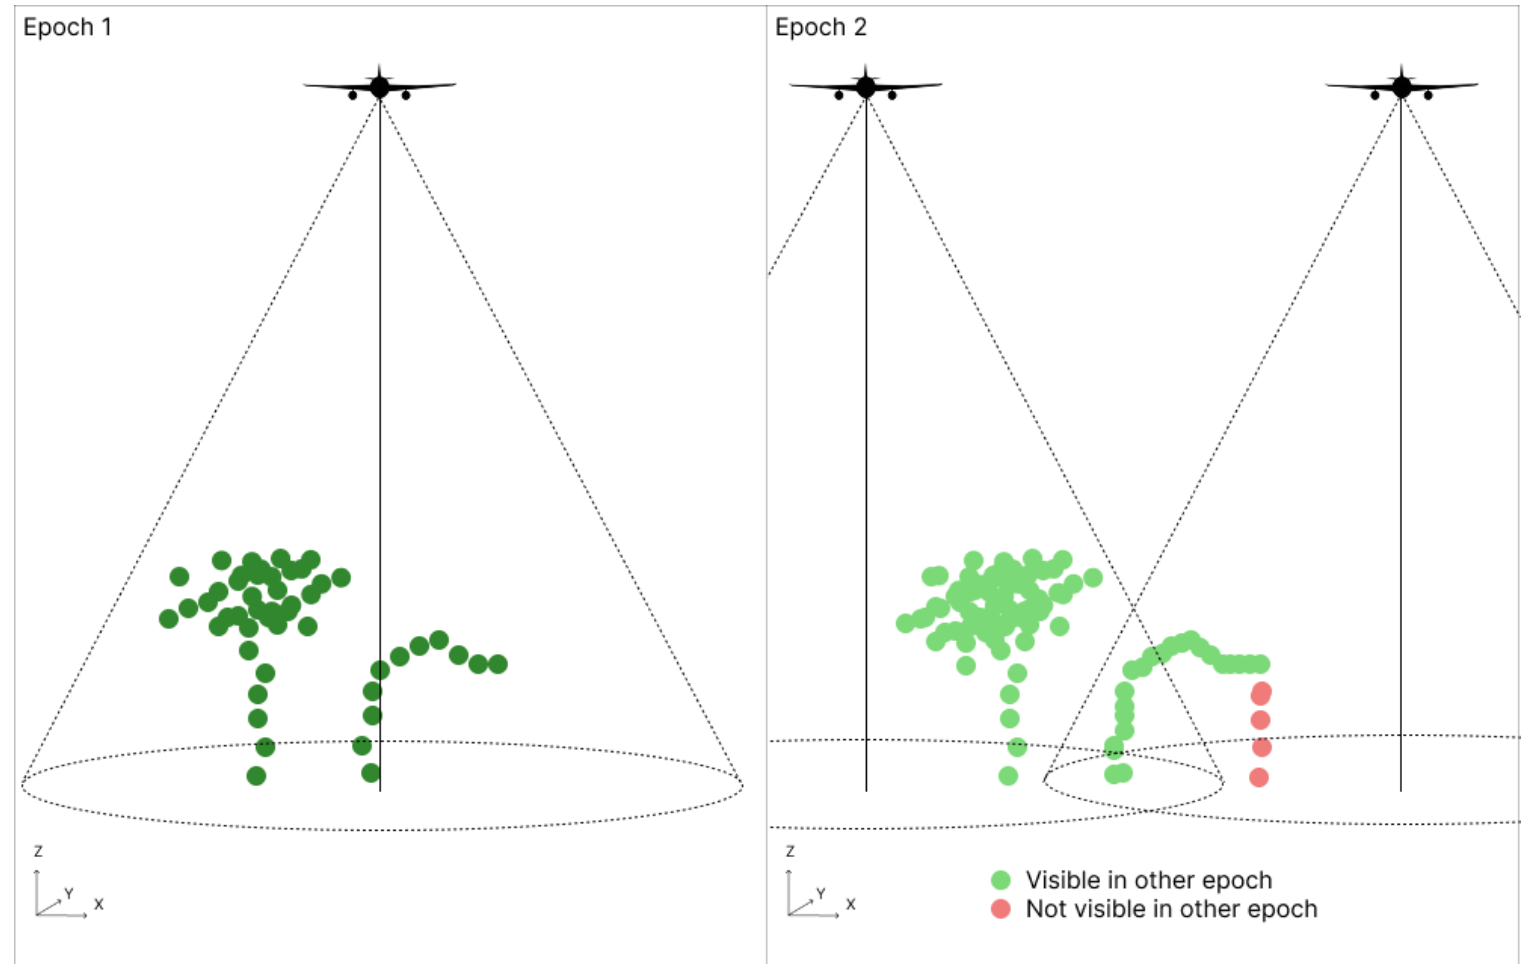 Epoch 1
Epoch 2
Z
Y
X
Z
Y
X
Visible in other epoch
Not visible in other epoch